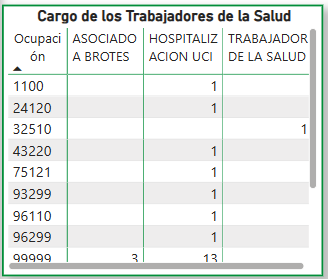 Cargo de los Trabajadores de la Salud
Ocupaci ASOCIADO HOSPITALIZ TRABAJADOR
ón A BROTES ACION UCI DE LA SALUD
1100 1
24120 1
32510 1
43220 1
75121 1
93299 1
96110 1
96299 1
99999 3 13